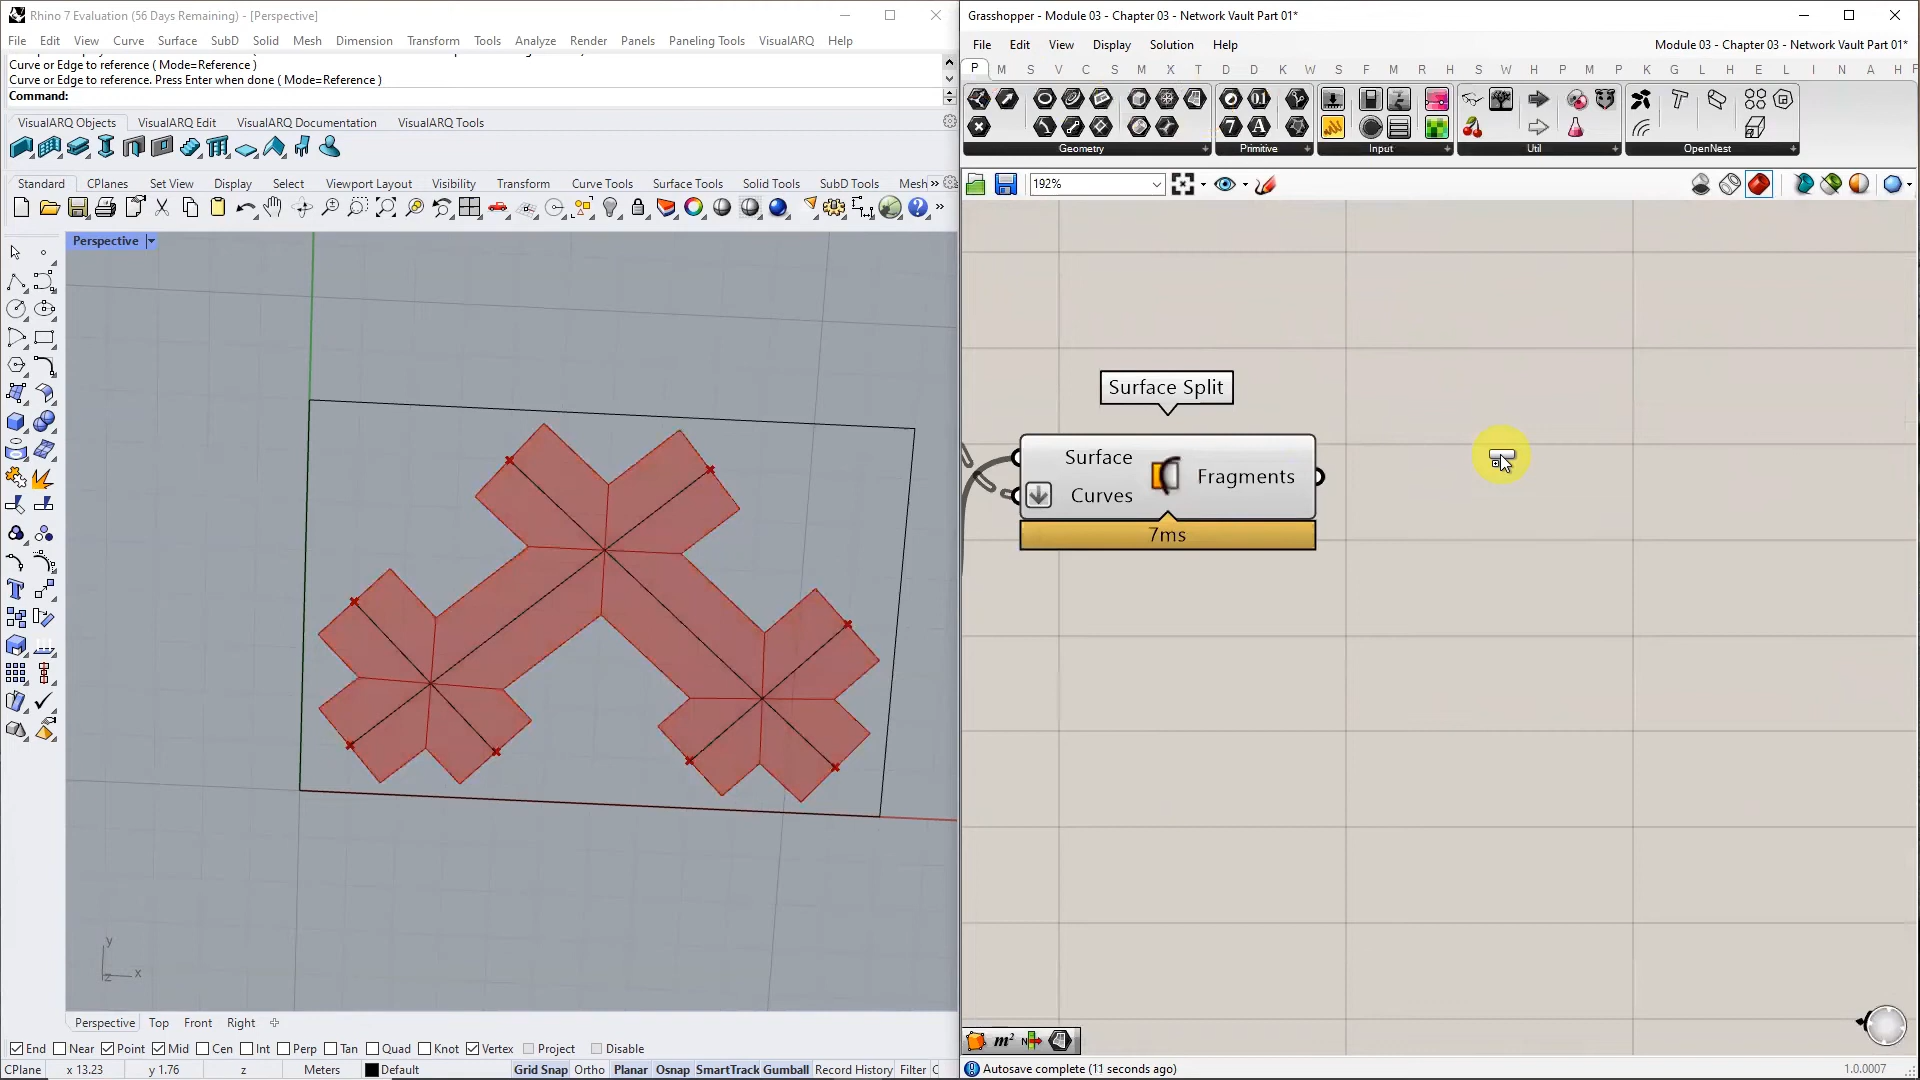 Rhino 7 Evaluation (56 Days Remaining) - [Perspective]
File Edit View Curve Surface SubD Solid Mesh Dimension Transform Tools Analyze Render Panels Paneling Tools VisualARQ Help
Curve or Edge to reference ( Mode=Reference )
Curve or Edge to reference. Press Enter when done ( Mode=Reference )
Command:
VisualARQ Objects VisualARQ Edit VisualARQ Documentation VisualARQ Tools
Standard CPlanes Set View Display Select Viewport Layout Visibility Transform Curve Tools Surface Tools Solid Tools SubD Tools Mesh
Perspective
y
z x
Perspective Top Front Right
End Near Point Mid Cen Int Perp Tan Quad Knot Vertex Project Disable
CPlane x 13.23 y 1.76 z Meters Default Grid Snap Ortho Planar Osnap SmartTrack Gumball Record History Filter C
Grasshopper - Module 03 - Chapter 03 - Network Vault Part 01*
File Edit View Display Solution Help
Module 03 - Chapter 03 - Network Vault Part 01*
P M S V C S M X T D D K W S F M R H S W H P M P K G L H E L I N A H F
Geometry Primitive Input Util OpenNest
192%
Surface Split
Surface
Curves
Fragments
7ms
m²
Autosave complete (11 seconds ago)
1.0.0007